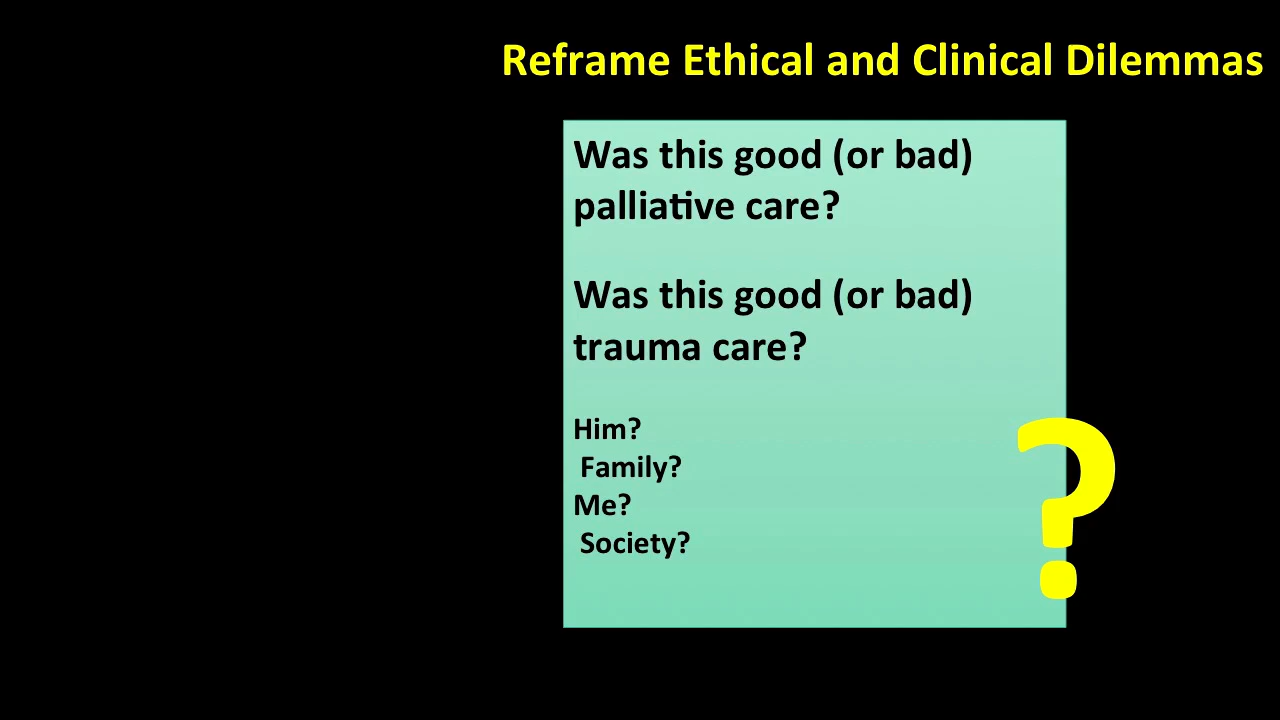 Reframe Ethical and Clinical Dilemmas
Was this good (or bad)
palliative care?
Was this good (or bad)
trauma care?
Him?
Family?
Me?
Society?
?